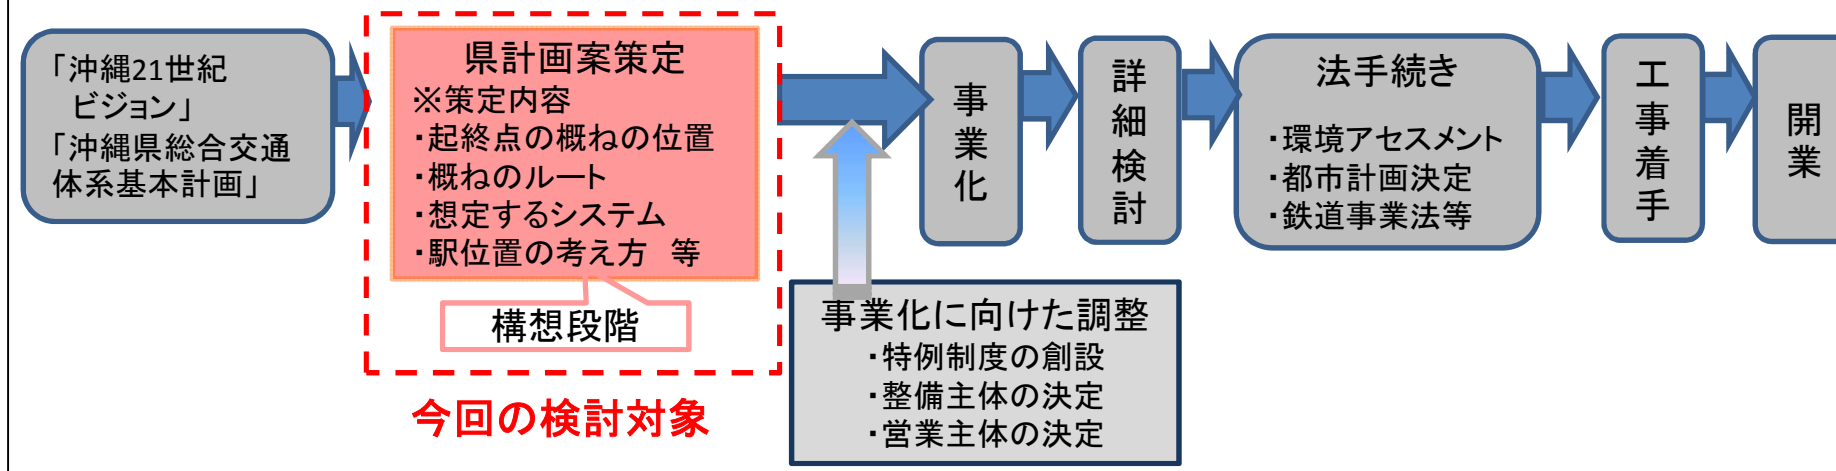 「沖縄21世紀
ビジョン」
「沖縄県総合交通
体系基本計画」
県計画案策定
※策定内容
・起終点の概ねの位置
・概ねのルート
・想定するシステム
・駅位置の考え方　等
構想段階
今回の検討対象
事業化に向けた調整
・特例制度の創設
・整備主体の決定
・営業主体の決定
事業化
詳細検討
法手続き
・環境アセスメント
・都市計画決定
・鉄道事業法等
工事着手
開業